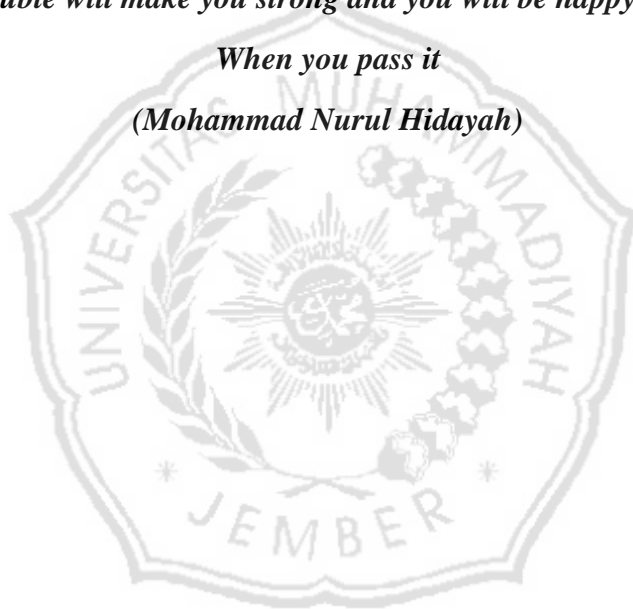 will make you strong and you will be happy
When you pass it
(Mohammad Nurul Hidayah)
UNIVERSITAS MUHAMMADIYAH
JEMBER